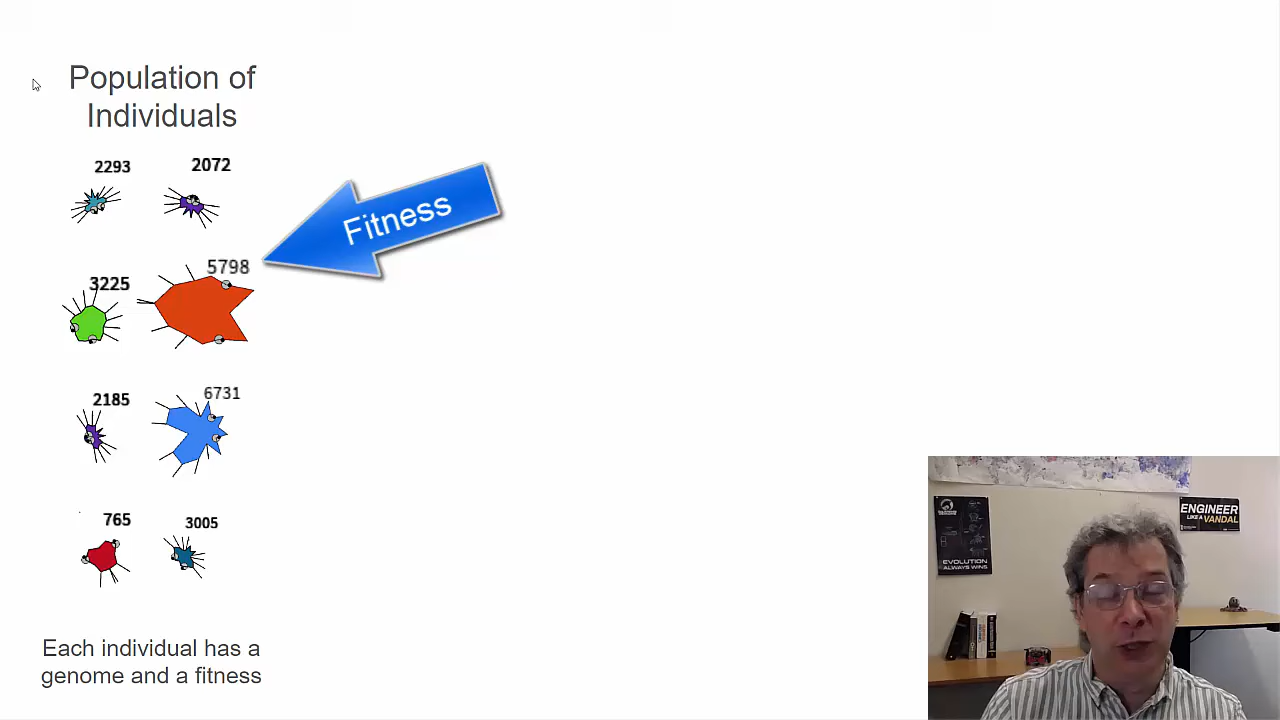 Population of
Individuals
2293
2072
Fitness
3225
5798
2185
6731
765
3005
Each individual has a
genome and a fitness
EVOLUTION
ALWAYS WINS
ENGINEER
LIKE A VANDAL